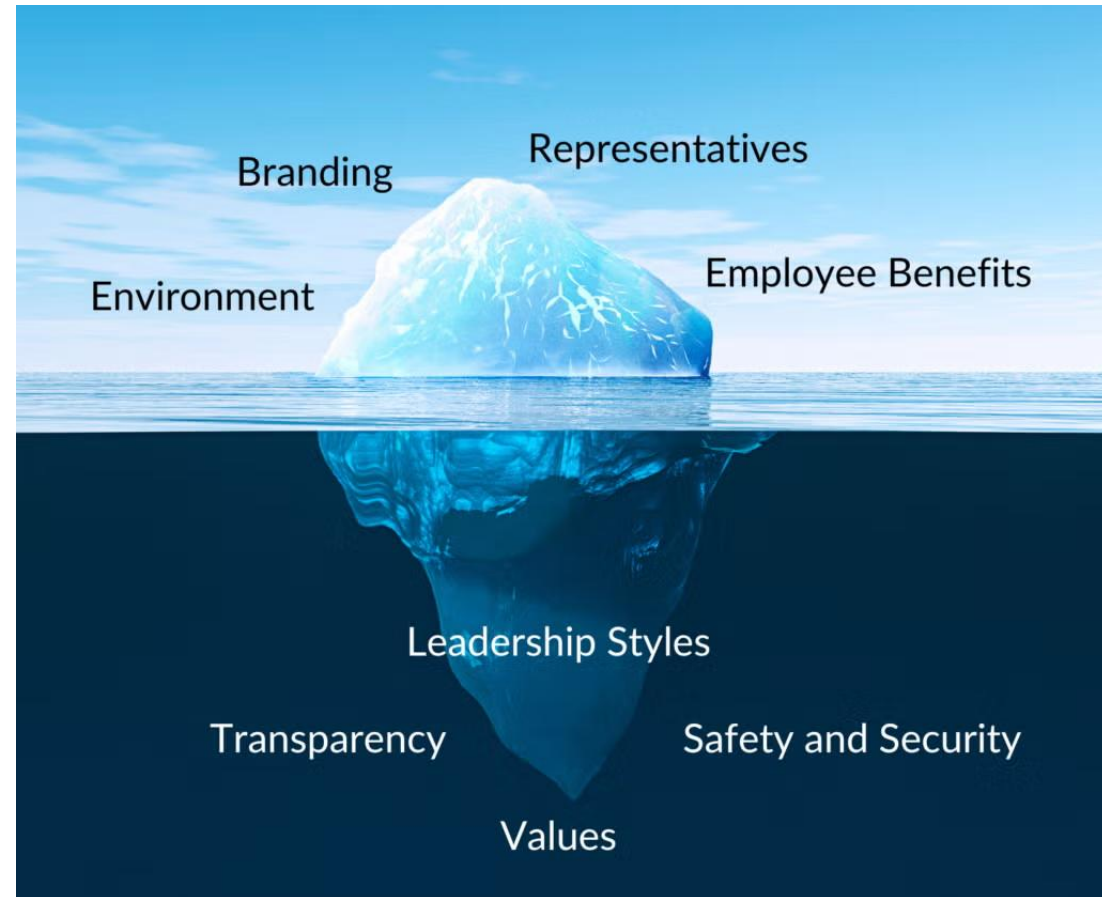 Branding
Representatives
Environment
Employee Benefits
Leadership Styles
Transparency
Safety and Security
Values